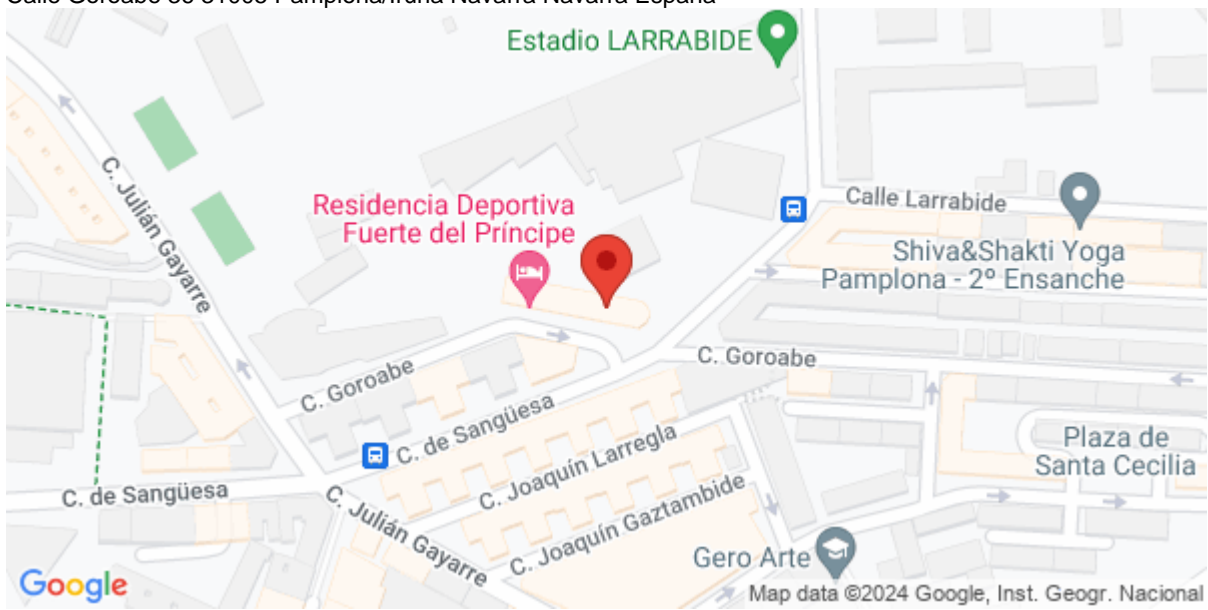 Estadio LARRABIDE
C. Julián Gayarre
Residencia Deportiva
Fuerte del Príncipe
Calle Larrabide
Shiva&Shakti Yoga
Pamplona - 2º Ensanche
C. Goroabe
C. Goroabe
C. de Sangüesa
C. Joaquín Larregla
Plaza de
Santa Cecilia
C. de Sangüesa
C. Julián Gayarre
C. Joaquín Gaztambide
Gero Arte
Google
Map data ©2024 Google, Inst. Geogr. Nacional